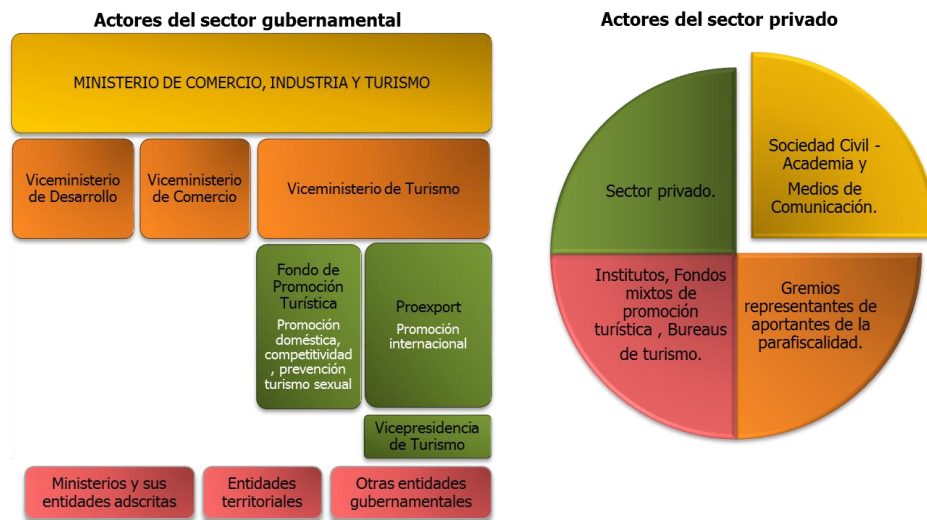 Actores del sector gubernamental
MINISTERIO DE COMERCIO, INDUSTRIA Y TURISMO
Viceministerio
de Desarrollo
Viceministerio
de Comercio
Viceministerio de Turismo
Fondo de
Promoción
Turística
Promoción
doméstica,
competitividad
, prevención
turismo sexual
Proexport
Promoción
internacional
Vicepresidencia
de Turismo
Ministerios y sus
entidades adscritas
Entidades
territoriales
Otras entidades
gubernamentales
Actores del sector privado
Sector privado.
Sociedad Civil -
Academia y
Medios de
Comunicación.
Institutos, Fondos
mixtos de
promoción
turística , Bureaus
de turismo.
Gremios
representantes de
aportantes de la
parafiscalidad.